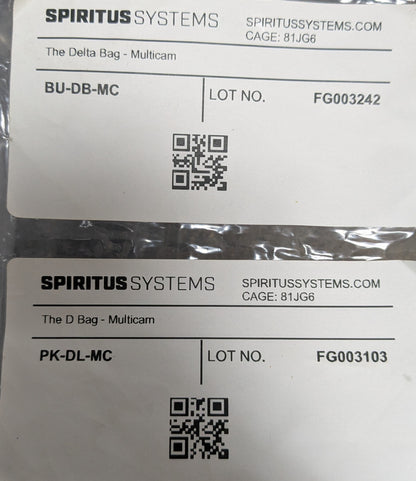 SPIRITUS SYSTEMS
SPIRITUSSYSTEMS.COM
CAGE: 81JG6
The Delta Bag - Multicam
BU-DB-MC
LOT NO.
FG003242
SPIRITUS SYSTEMS
SPIRITUSSYSTEMS.COM
CAGE: 81JG6
The D Bag - Multicam
PK-DL-MC
LOT NO.
FG003103